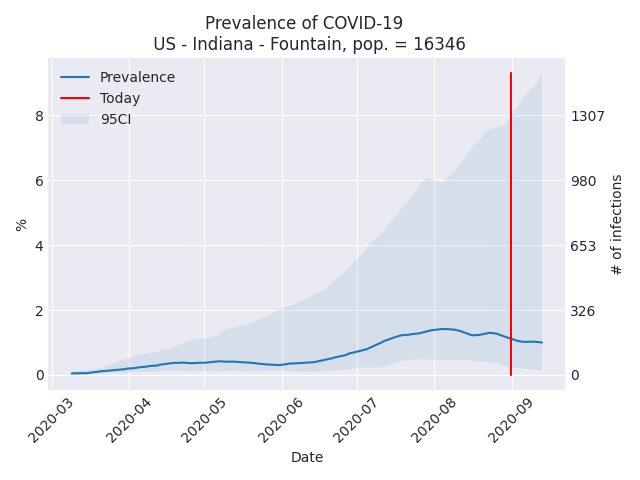 Prevalence of COVID-19
US - Indiana - Fountain, pop. = 16346
Prevalence
Today
95CI
%
8
6
4
2
0
1307
980
653
326
0
# of infections
2020-03
2020-04
2020-05
2020-06
2020-07
2020-08
2020-09
Date